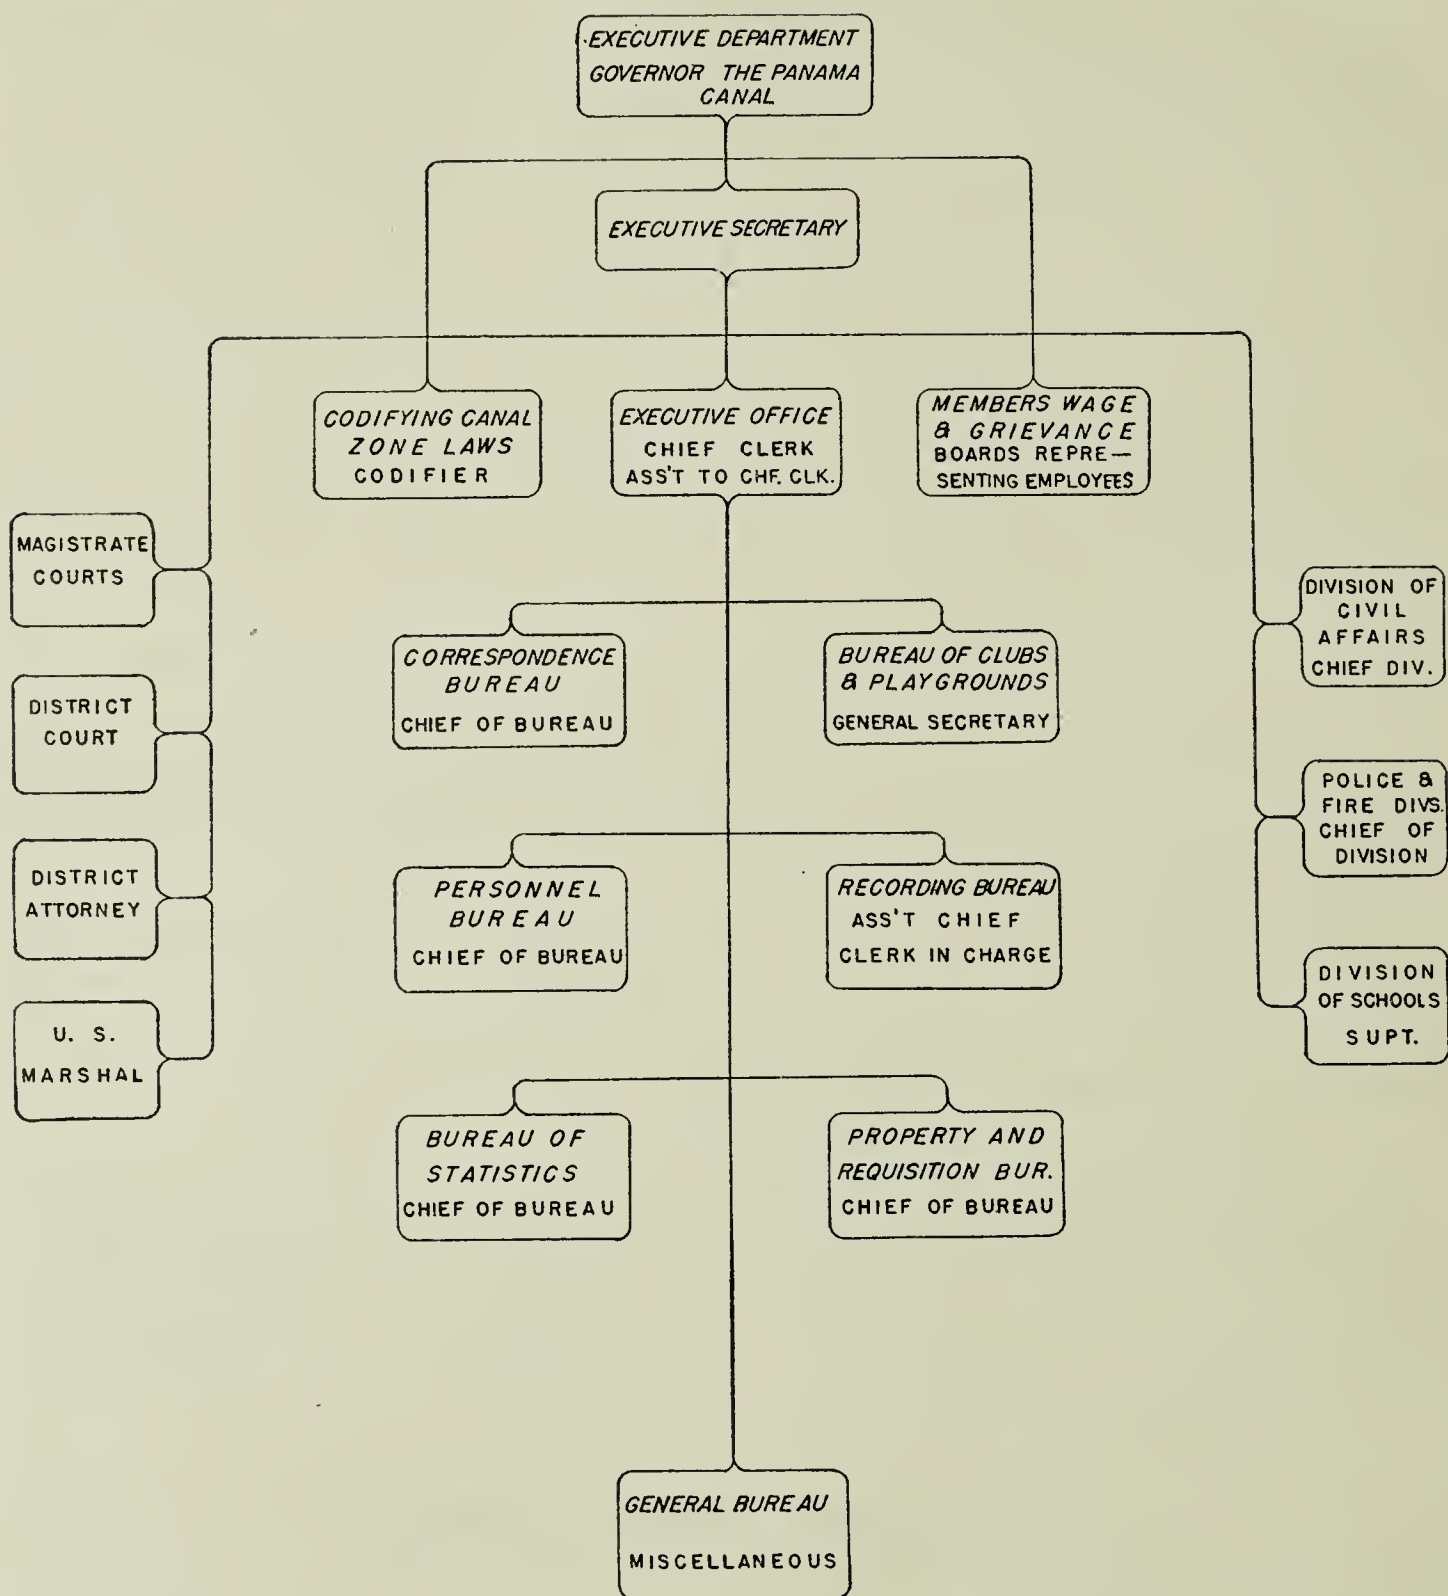 EXECUTIVE DEPARTMENT
GOVERNOR THE PANAMA
CANAL
EXECUTIVE SECRETARY
CODIFYING CANAL
ZONE LAWS
CODIFIER
EXECUTIVE OFFICE
CHIEF CLERK
ASS'T TO CHF. CLK.
MEMBERS WAGE
& GRIEVANCE
BOARDS REPRE—
SENTING EMPLOYEES
MAGISTRATE
COURTS
DISTRICT
COURT
DISTRICT
ATTORNEY
U. S.
MARSHAL
CORRESPONDENCE
BUREAU
CHIEF OF BUREAU
BUREAU OF CLUBS
& PLAYGROUNDS
GENERAL SECRETARY
PERSONNEL
BUREAU
CHIEF OF BUREAU
RECORDING BUREAU
ASS'T CHIEF
CLERK IN CHARGE
BUREAU OF
STATISTICS
CHIEF OF BUREAU
PROPERTY AND
REQUISITION BUR.
CHIEF OF BUREAU
DIVISION OF
CIVIL
AFFAIRS
CHIEF DIV.
POLICE &
FIRE DIVS.
CHIEF OF
DIVISION
DIVISION
OF SCHOOLS
SUPT.
GENERAL BUREAU
MISCELLANEOUS